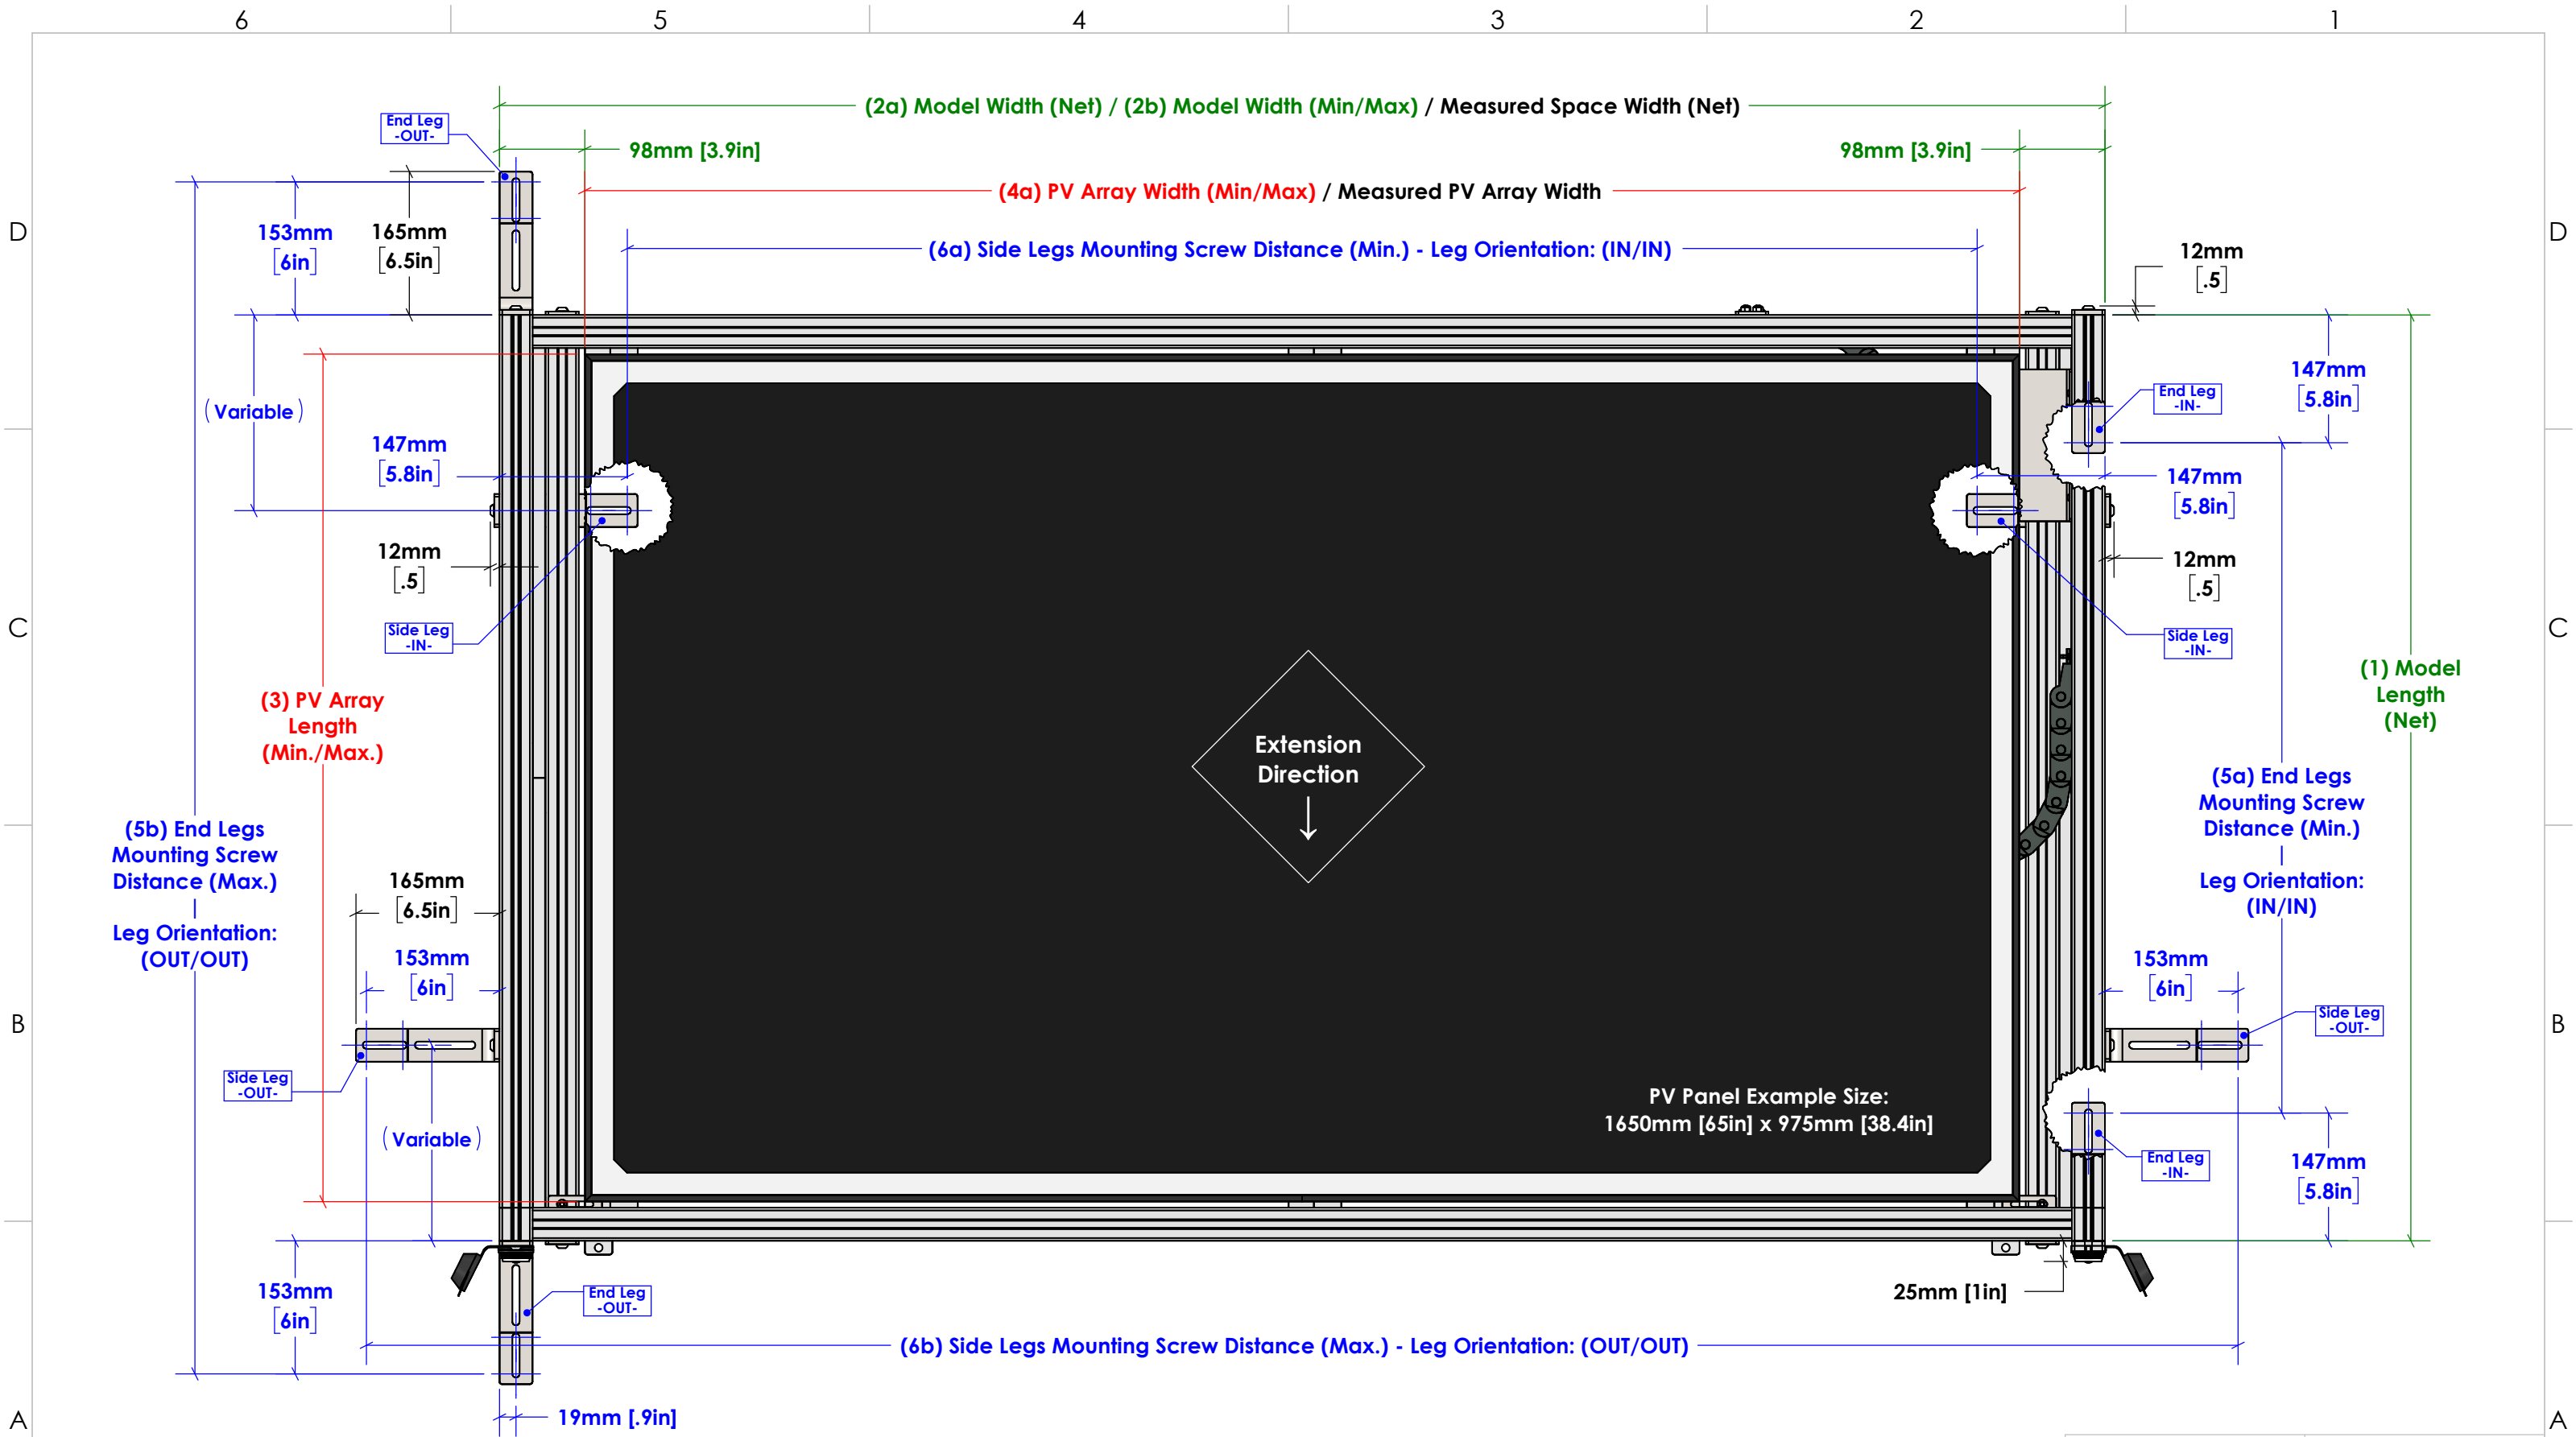 6 5 4 3 2 1
(2a) Model Width (Net) / (2b) Model Width (Min/Max) / Measured Space Width (Net)
End Leg
-OUT-
98mm [3.9in]
98mm [3.9in]
(4a) PV Array Width (Min/Max) / Measured PV Array Width
D
153mm
[6in]
165mm
[6.5in]
(6a) Side Legs Mounting Screw Distance (Min.) - Leg Orientation: (IN/IN)
12mm
[.5]
D
(Variable)
147mm
[5.8in]
End Leg
-IN-
147mm
[5.8in]
147mm
[5.8in]
12mm
[.5]
12mm
[.5]
C
Side Leg
-IN-
Side Leg
-IN-
C
(3) PV Array
Length
(Min./Max.)
(1) Model
Length
(Net)
Extension
Direction
↓
(5b) End Legs
Mounting Screw
Distance (Max.)
Leg Orientation:
(OUT/OUT)
(5a) End Legs
Mounting Screw
Distance (Min.)
Leg Orientation:
(IN/IN)
165mm
[6.5in]
153mm
[6in]
153mm
[6in]
B
Side Leg
-OUT-
B
Side Leg
-OUT-
PV Panel Example Size:
1650mm [65in] x 975mm [38.4in]
(Variable)
End Leg
-IN-
147mm
[5.8in]
153mm
[6in]
End Leg
-OUT-
25mm [1in]
(6b) Side Legs Mounting Screw Distance (Max.) - Leg Orientation: (OUT/OUT)
A
19mm [.9in]
A